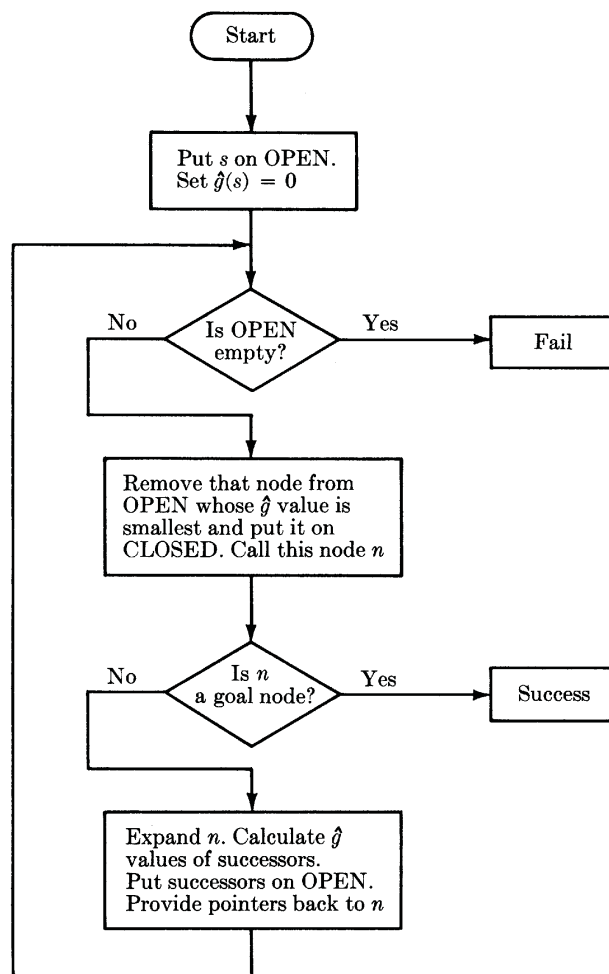 Start
Put s on OPEN.
Set ĝ(s) = 0
No
Is OPEN
empty?
Yes
Fail
Remove that node from
OPEN whose ĝ value is
smallest and put it on
CLOSED. Call this node n
No
Is n
a goal node?
Yes
Success
Expand n. Calculate ĝ
values of successors.
Put successors on OPEN.
Provide pointers back to n